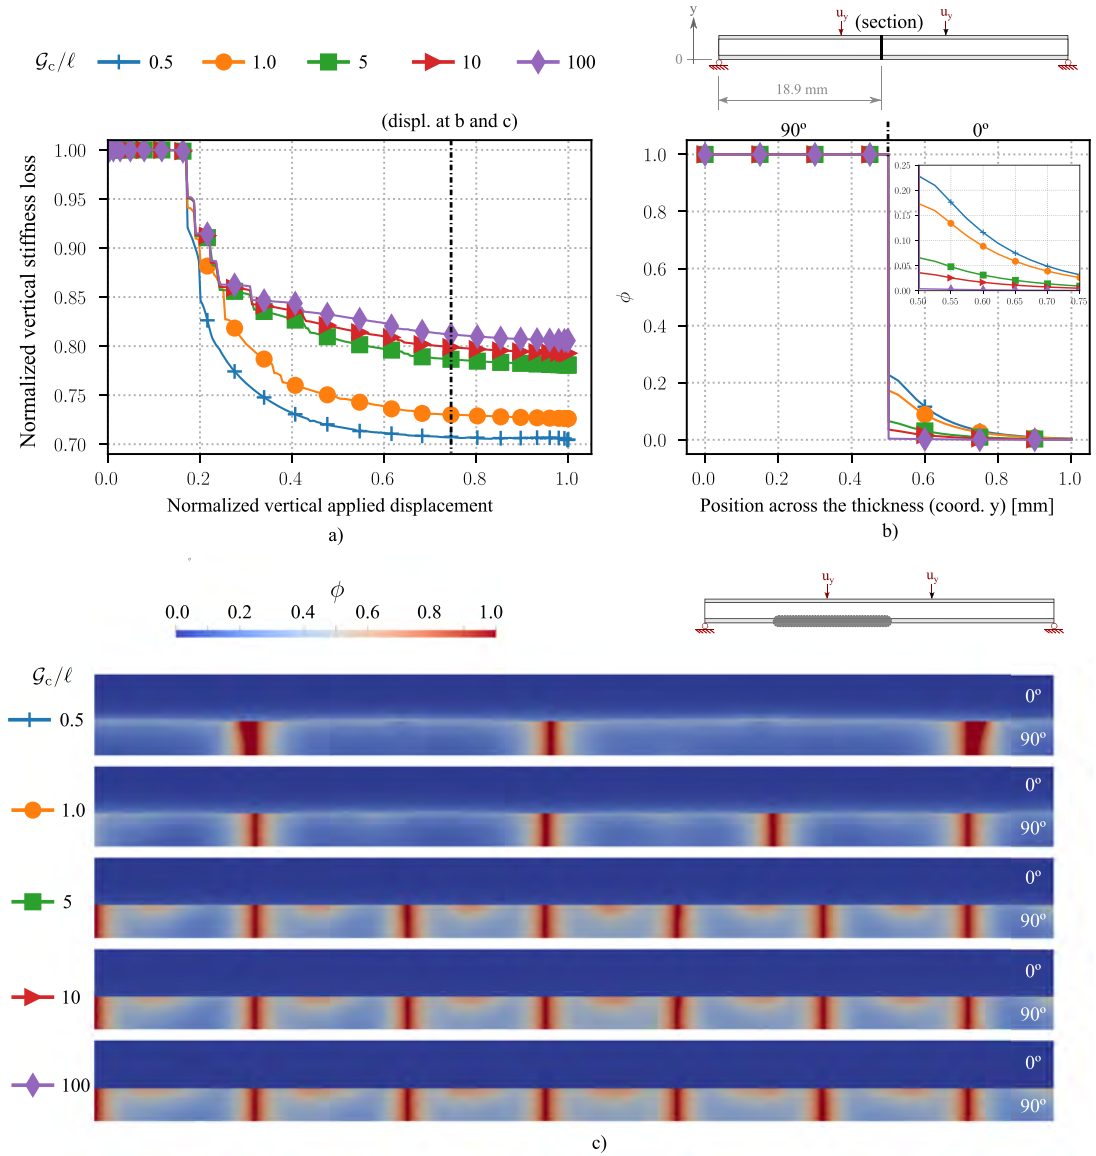 𝒢c/ℓ 0.5 1.0 5 10 100
y
0
uy (section) uy
18.9 mm
(displ. at b and c)
Normalized vertical stiffness loss
1.00
0.95
0.90
0.85
0.80
0.75
0.70
0.0 0.2 0.4 0.6 0.8 1.0
Normalized vertical applied displacement
a)
90º 0º
ϕ
1.0
0.8
0.6
0.4
0.2
0.0
0.25
0.20
0.15
0.10
0.05
0.00
0.50 0.55 0.60 0.65 0.70 0.75
0.0 0.2 0.4 0.6 0.8 1.0
Position across the thickness (coord. y) [mm]
b)
ϕ
0.0 0.2 0.4 0.6 0.8 1.0
uy uy
𝒢c/ℓ
0.5
0º
90º
1.0
0º
90º
5
0º
90º
10
0º
90º
100
0º
90º
c)